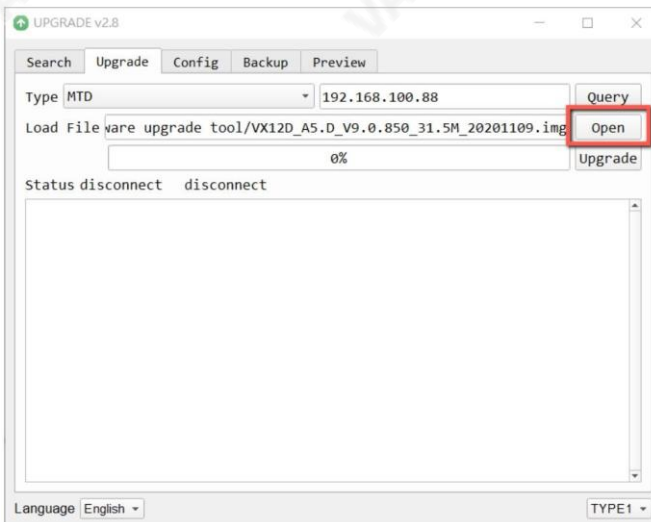 UPGRADE v2.8
Search Upgrade Config Backup Preview
Type MTD 192.168.100.88 Query
Load File ware upgrade tool/VX12D_A5.D_V9.0.850_31.5M_20201109.img Open
0% Upgrade
Status disconnect disconnect
Language English TYPE1